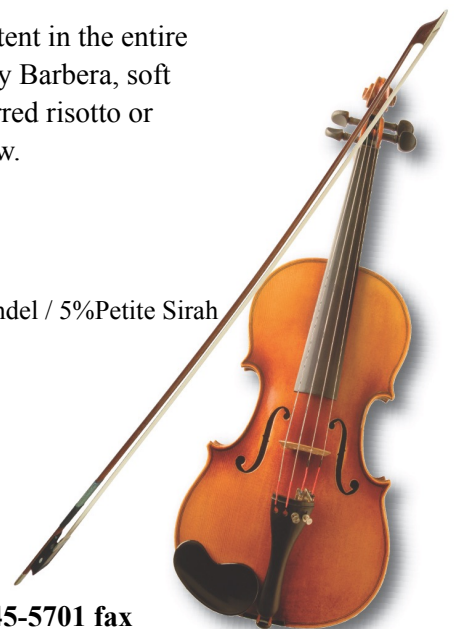 tent in the entire
y Barbera, soft
rred risotto or
w.
ndel / 5%Petite Sirah
45-5701 fax